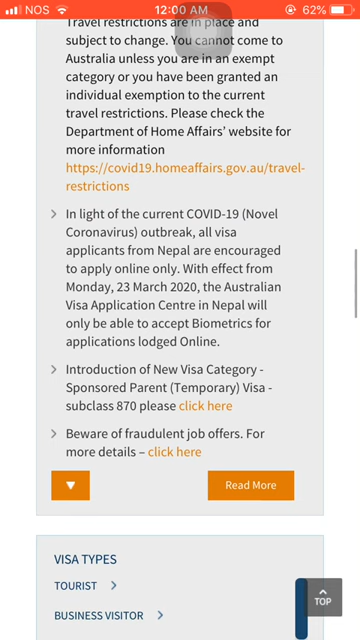 NOS 12:00 AM 62%
Travel restrictions are in place and
subject to change. You cannot come to
Australia unless you are in an exempt
category or you have been granted an
individual exemption to the current
travel restrictions. Please check the
Department of Home Affairs’ website for
more information
https://covid19.homeaffairs.gov.au/travel-
restrictions
In light of the current COVID-19 (Novel
Coronavirus) outbreak, all visa
applicants from Nepal are encouraged
to apply online only. With effect from
Monday, 23 March 2020, the Australian
Visa Application Centre in Nepal will
only be able to accept Biometrics for
applications lodged Online.
Introduction of New Visa Category -
Sponsored Parent (Temporary) Visa -
subclass 870 please click here
Beware of fraudulent job offers. For
more details – click here
Read More
VISA TYPES
TOURIST
BUSINESS VISITOR
TOP